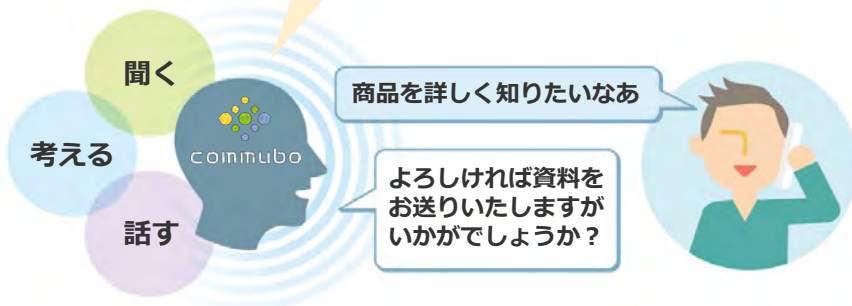 聞く
考える
話す
commubo
商品を詳しく知りたいなあ
よろしければ資料を
お送りいたしますが
いかがでしょうか？